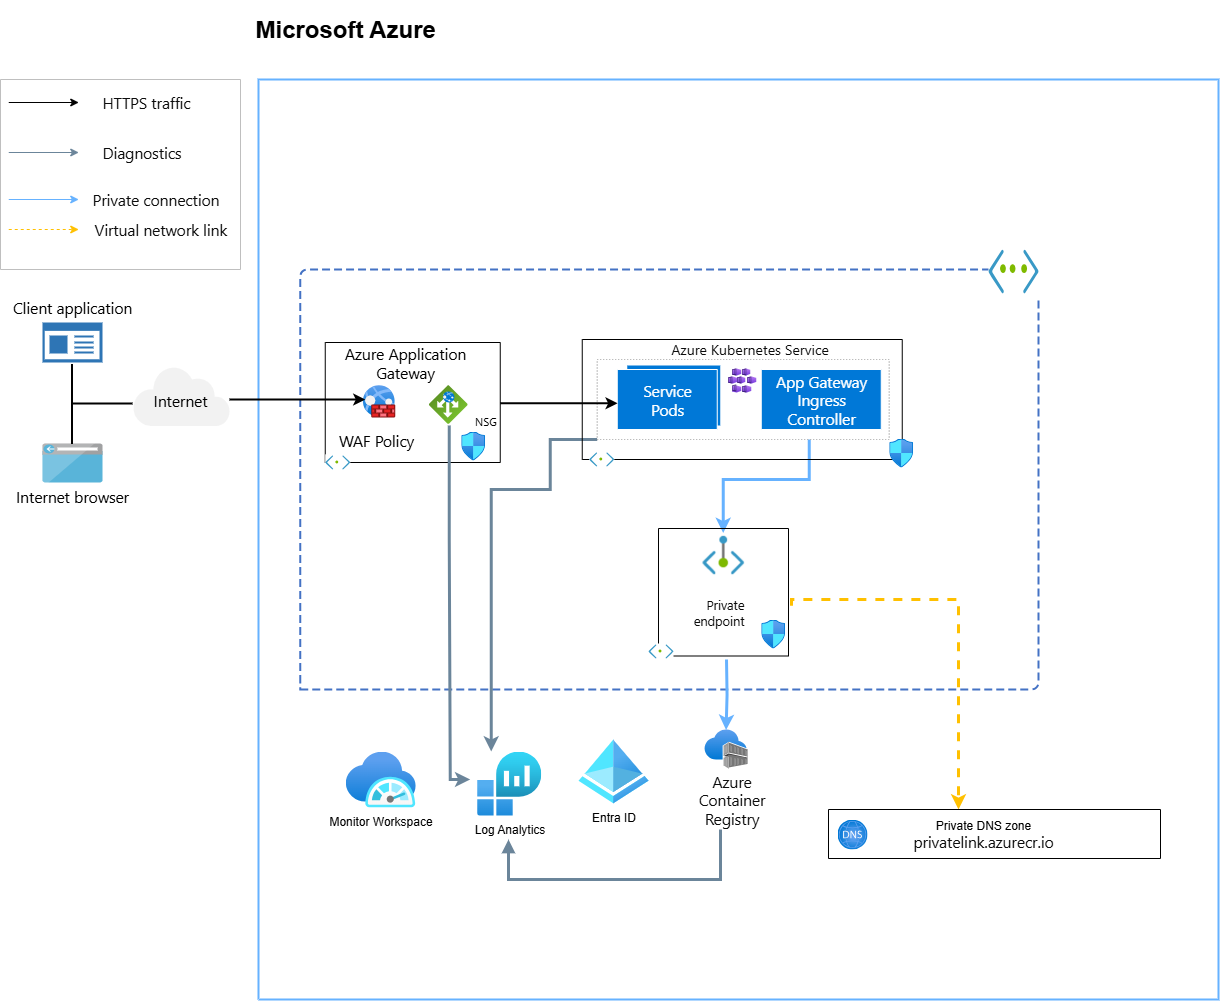 Microsoft Azure
HTTPS traffic
Diagnostics
Private connection
Virtual network link
Client application
Internet
Internet browser
Azure Application
Gateway
WAF Policy
NSG
Azure Kubernetes Service
Service
Pods
App Gateway
Ingress
Controller
Private
endpoint
Monitor Workspace
Log Analytics
Entra ID
Azure
Container
Registry
DNS
Private DNS zone
privatelink.azurecr.io